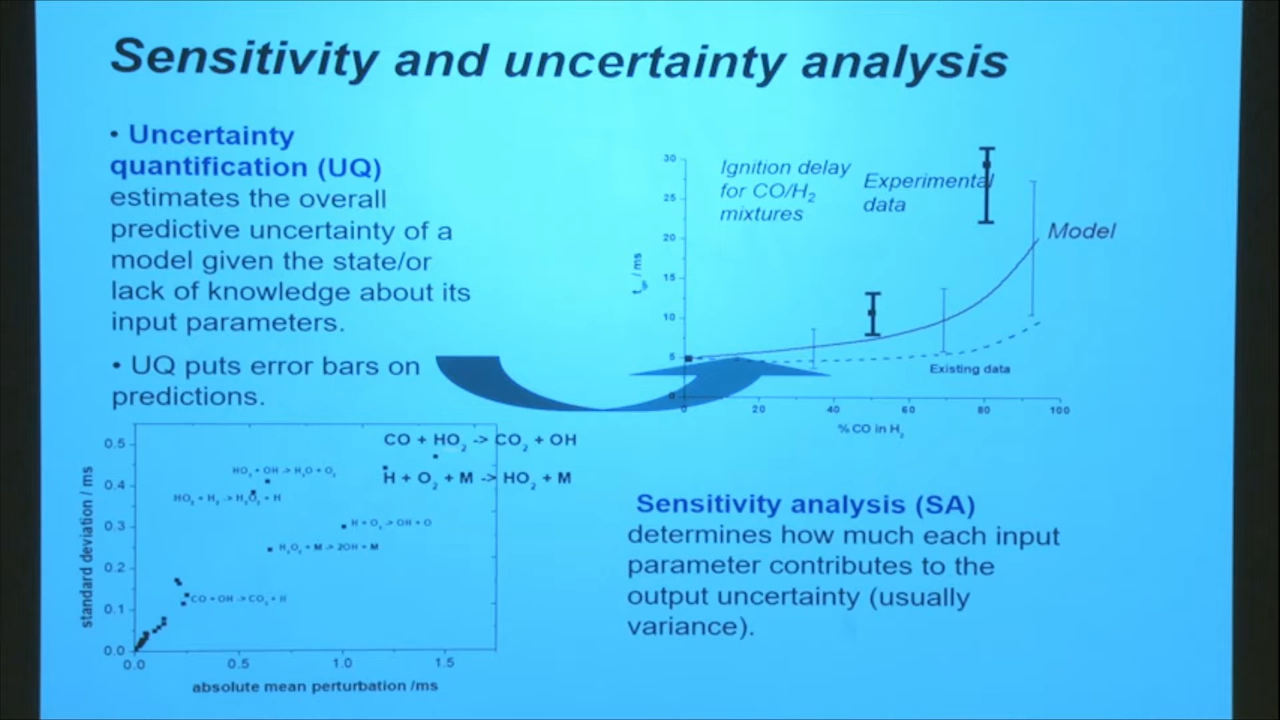 Sensitivity and uncertainty analysis
• Uncertainty
quantification (UQ)
estimates the overall
predictive uncertainty of a
model given the state/or
lack of knowledge about its
input parameters.
• UQ puts error bars on
predictions.
30
25
20
15
10
5
0
t / ms
Ignition delay
for CO/H₂
mixtures
Experimental
data
Model
Existing data
0 20 40 60 80 100
% CO in H₂
0.5
0.4
0.3
0.2
0.1
0.0
standard deviation / ms
CO + HO₂ -> CO₂ + OH
HO₂ + OH -> H₂O + O₂
H + O₂ + M -> HO₂ + M
HO₂ + H₂ -> H₂O₂ + H
H + O₂ -> OH + O
H₂O₂ + M -> 2OH + M
CO + OH -> CO₂ + H
0.0 0.5 1.0 1.5
absolute mean perturbation /ms
Sensitivity analysis (SA)
determines how much each input
parameter contributes to the
output uncertainty (usually
variance).